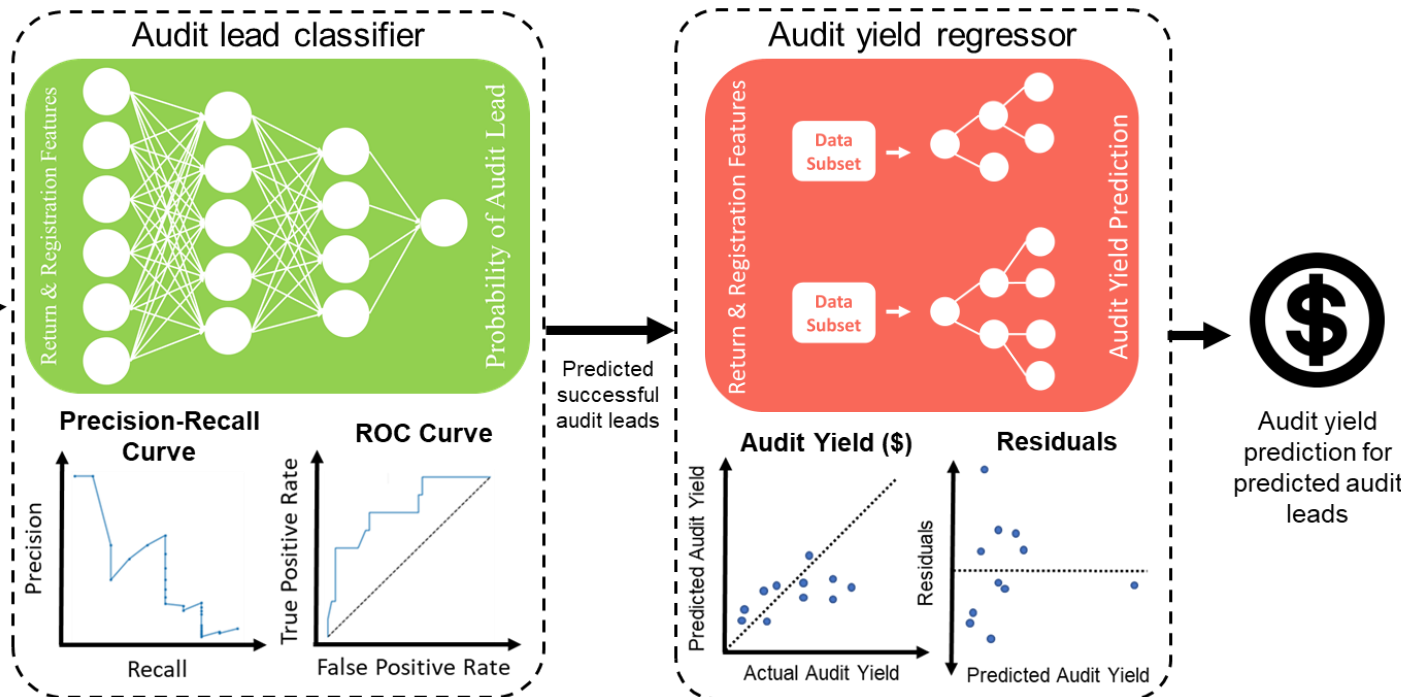 Audit lead classifier
Return & Registration Features
Probability of Audit Lead
Precision-Recall
Curve
Precision
Recall
ROC Curve
True Positive Rate
False Positive Rate
Predicted
successful
audit leads
Audit yield regressor
Return & Registration Features
Data
Subset
Data
Subset
Audit Yield Prediction
Audit Yield ($)
Predicted Audit Yield
Actual Audit Yield
Residuals
Residuals
Predicted Audit Yield
$
Audit yield
prediction for
predicted audit
leads